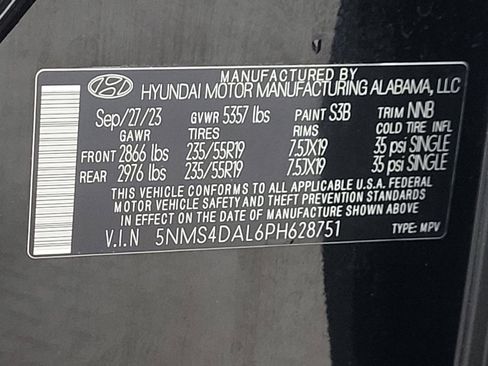 MANUFACTURED BY
HYUNDAI MOTOR MANUFACTURING ALABAMA, LLC
Sep/27/23 GVWR 5357 lbs PAINT S3B TRIM NNB
GAWR TIRES RIMS COLD TIRE INFL
FRONT 2866 lbs 235/55R19 7.5JX19 35 psi SINGLE
REAR 2976 lbs 235/55R19 7.5JX19 35 psi SINGLE
THIS VEHICLE CONFORMS TO ALL APPLICABLE U.S.A. FEDERAL
MOTOR VEHICLE SAFETY AND THEFT PREVENTION STANDARDS
IN EFFECT ON THE DATE OF MANUFACTURE SHOWN ABOVE
V.I.N 5NMS4DAL6PH628751 TYPE: MPV